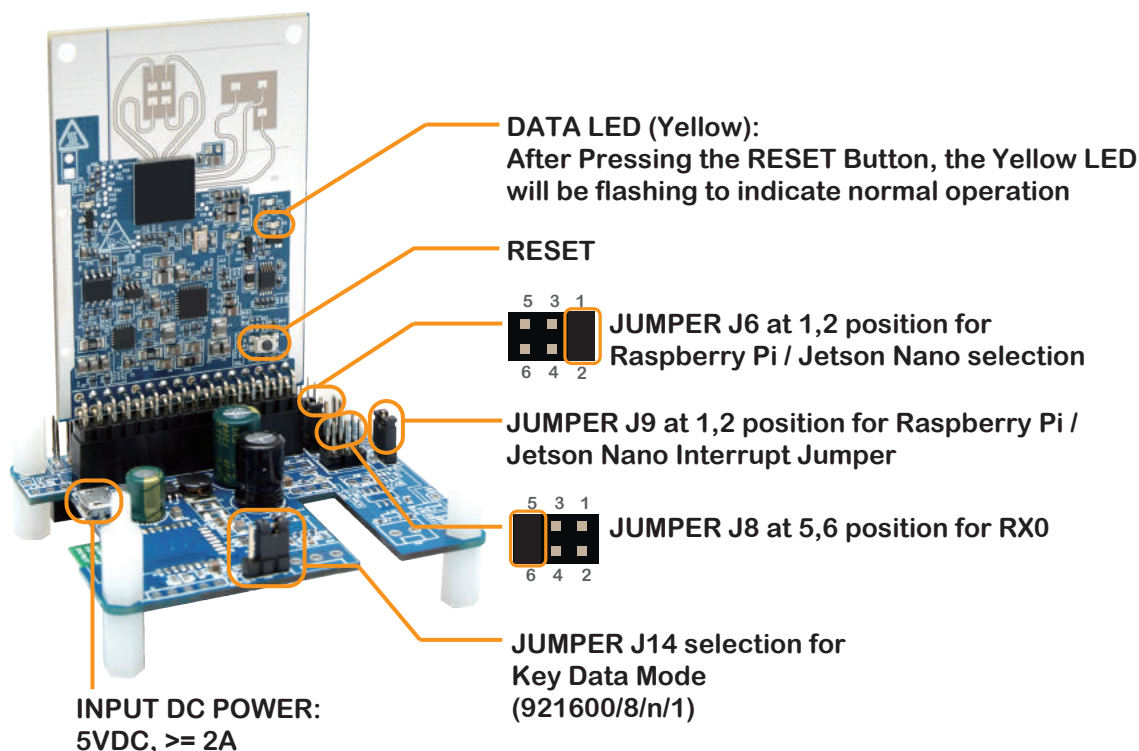 DATA LED (Yellow):
After Pressing the RESET Button, the Yellow LED
will be flashing to indicate normal operation
RESET
5 3 1
6 4 2
JUMPER J6 at 1,2 position for
Raspberry Pi / Jetson Nano selection
JUMPER J9 at 1,2 position for Raspberry Pi /
Jetson Nano Interrupt Jumper
5 3 1
6 4 2
JUMPER J8 at 5,6 position for RX0
JUMPER J14 selection for
Key Data Mode
(921600/8/n/1)
INPUT DC POWER:
5VDC, >= 2A